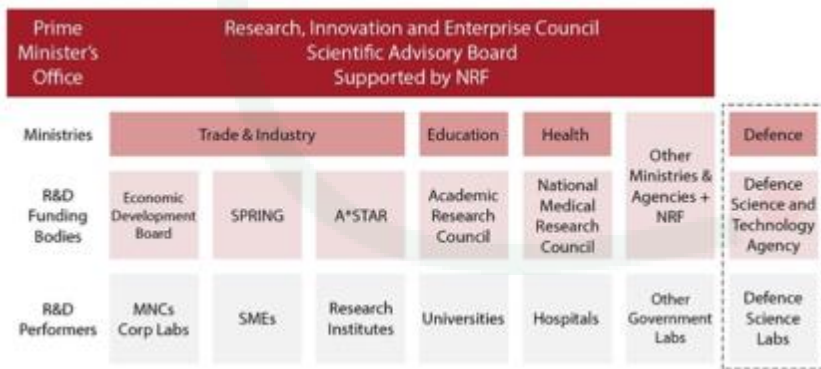 Prime
Minister's
Office
Research, Innovation and Enterprise Council
Scientific Advisory Board
Supported by NRF
Ministries
Trade & Industry
Education
Health
Other
Ministries &
Agencies +
NRF
Defence
R&D
Funding
Bodies
Economic
Development
Board
SPRING
A*STAR
Academic
Research
Council
National
Medical
Research
Council
Defence
Science and
Technology
Agency
R&D
Performers
MNCs
Corp Labs
SMEs
Research
Institutes
Universities
Hospitals
Other
Government
Labs
Defence
Science
Labs